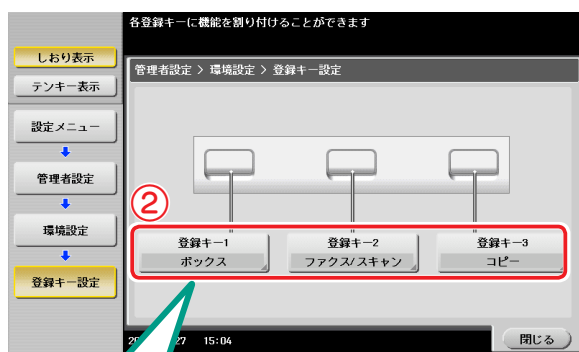 各登録キーに機能を割り付けることができます
しおり表示
テンキー表示
管理者設定 > 環境設定 > 登録キー設定
設定メニュー
管理者設定
環境設定
登録キー設定
②
登録キー1
ボックス
登録キー2
ファクス/スキャン
登録キー3
コピー
27 15:04
閉じる